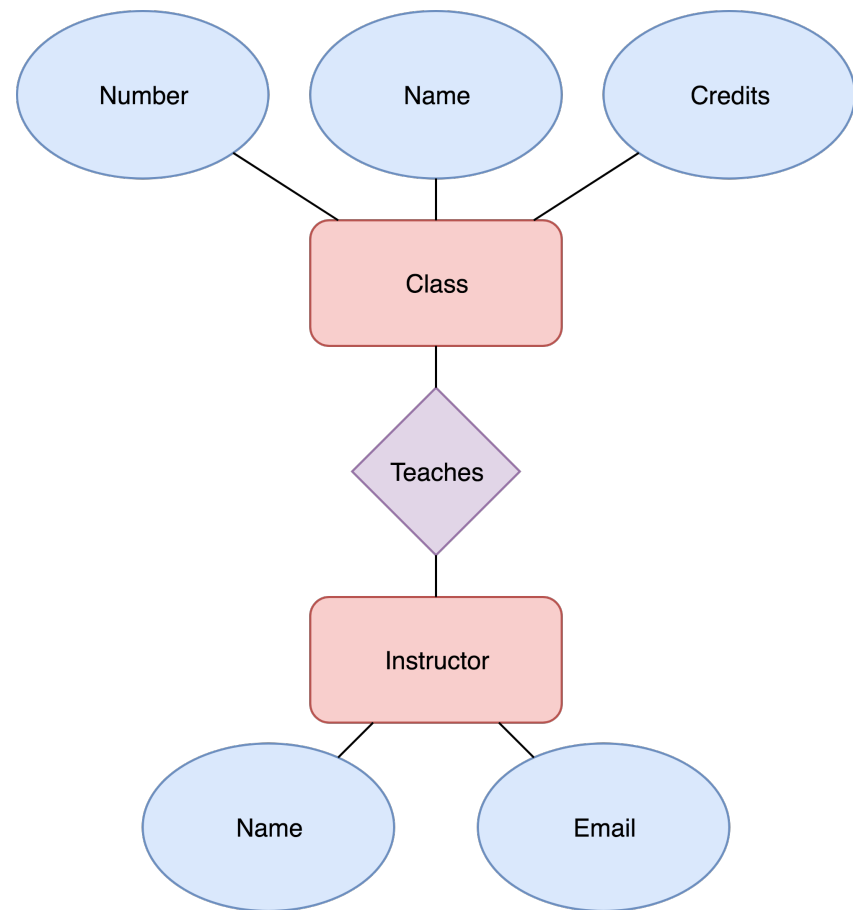 Number
Name
Credits
Class
Teaches
Instructor
Name
Email